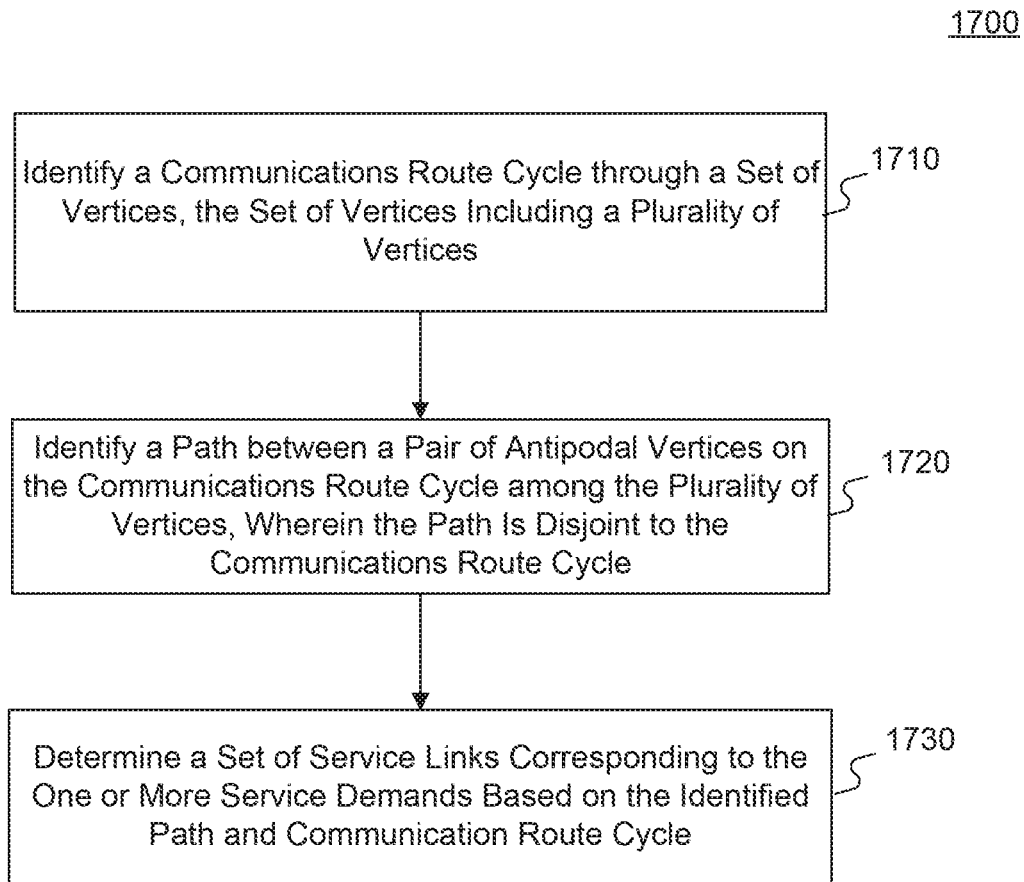 1700
Identify a Communications Route Cycle through a Set of
Vertices, the Set of Vertices Including a Plurality of
Vertices
1710
Identify a Path between a Pair of Antipodal Vertices on
the Communications Route Cycle among the Plurality of
Vertices, Wherein the Path Is Disjoint to the
Communications Route Cycle
1720
Determine a Set of Service Links Corresponding to the
One or More Service Demands Based on the Identified
Path and Communication Route Cycle
1730